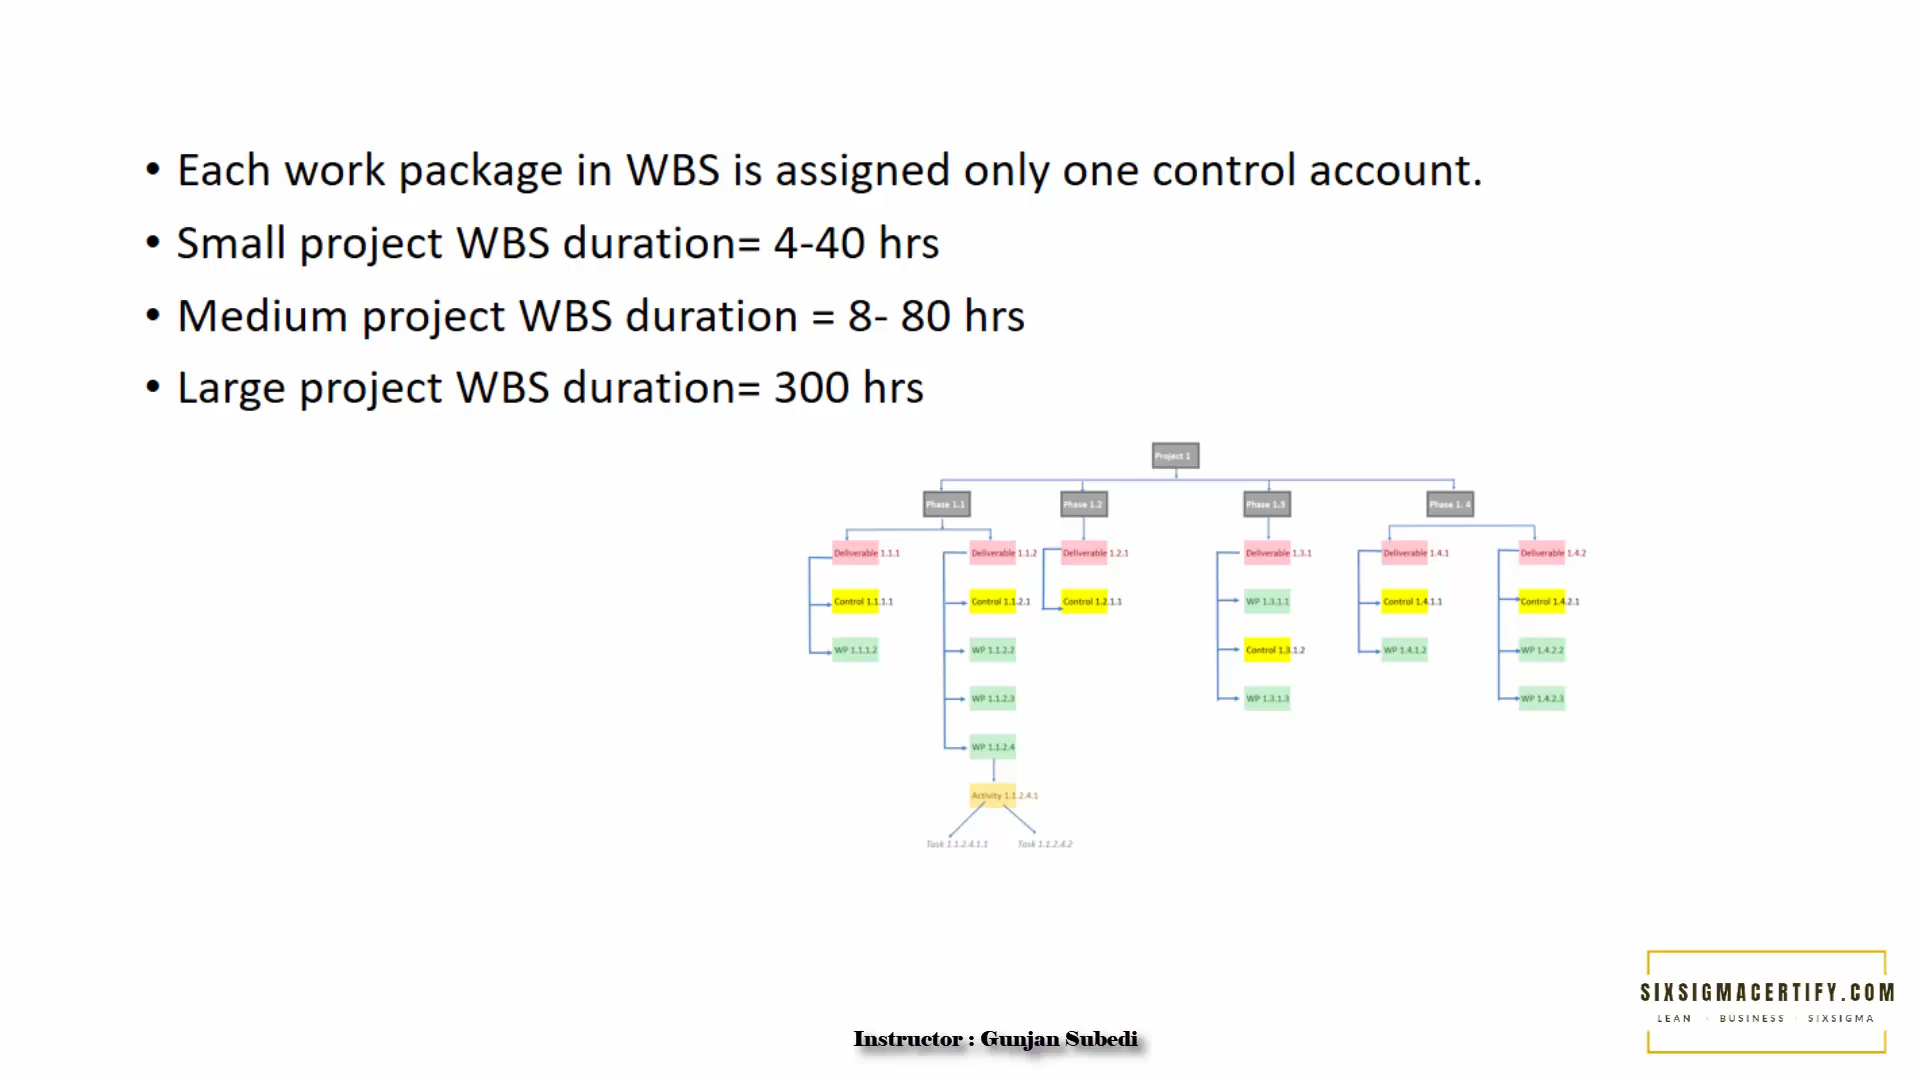 • Each work package in WBS is assigned only one control account.
• Small project WBS duration= 4-40 hrs
• Medium project WBS duration = 8- 80 hrs
• Large project WBS duration= 300 hrs
Project 1
Phase 1.1 Phase 1.2 Phase 1.3 Phase 1. 4
Deliverable 1.1.1 Deliverable 1.1.2 Deliverable 1.2.1 Deliverable 1.3.1 Deliverable 1.4.1 Deliverable 1.4.2
Control 1.1.1.1 Control 1.1.2.1 Control 1.2.1.1 WP 1.3.1.1 Control 1.4.1.1 Control 1.4.2.1
WP 1.1.1.2 WP 1.1.2.2 Control 1.3.1.2 WP 1.4.1.2 WP 1.4.2.2
WP 1.1.2.3 WP 1.3.1.3 WP 1.4.2.3
WP 1.1.2.4
Activity 1.1.2.4.1
Task 1.1.2.4.1.1 Task 1.1.2.4.2
SIXSIGMACERTIFY.COM
LEAN · BUSINESS · SIXSIGMA
Instructor : Gunjan Subedi